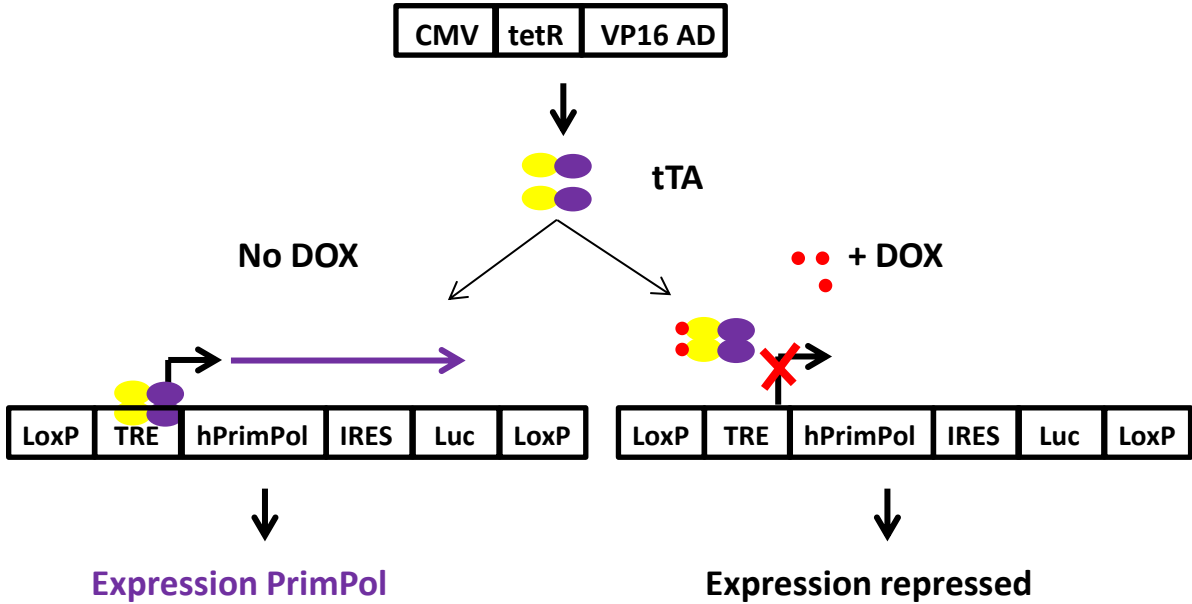 CMV tetR VP16 AD
tTA
No DOX
+ DOX
LoxP TRE hPrimPol IRES Luc LoxP
LoxP TRE hPrimPol IRES Luc LoxP
Expression PrimPol
Expression repressed